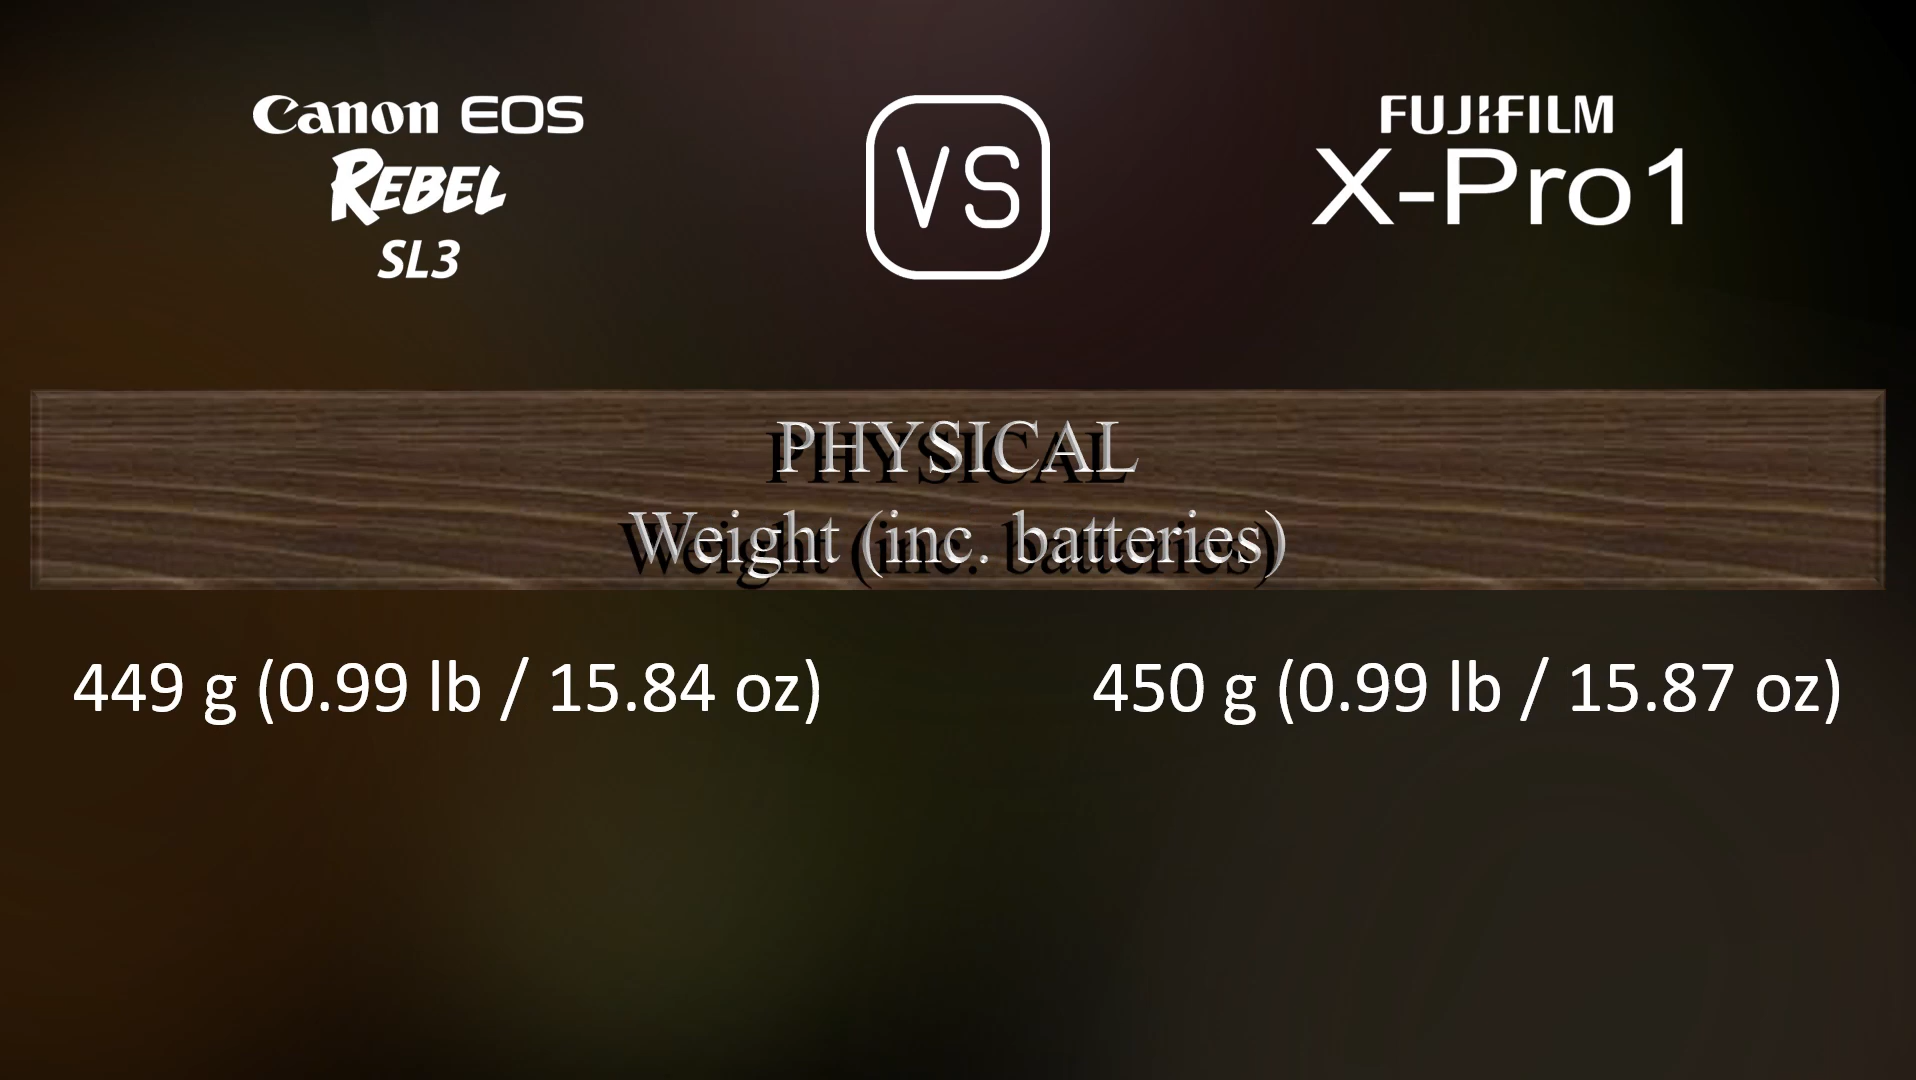 Canon EOS
REBEL
SL3
VS
FUJIFILM
X-Pro1
PHYSICAL
Weight (inc. batteries)
449 g (0.99 lb / 15.84 oz)
450 g (0.99 lb / 15.87 oz)